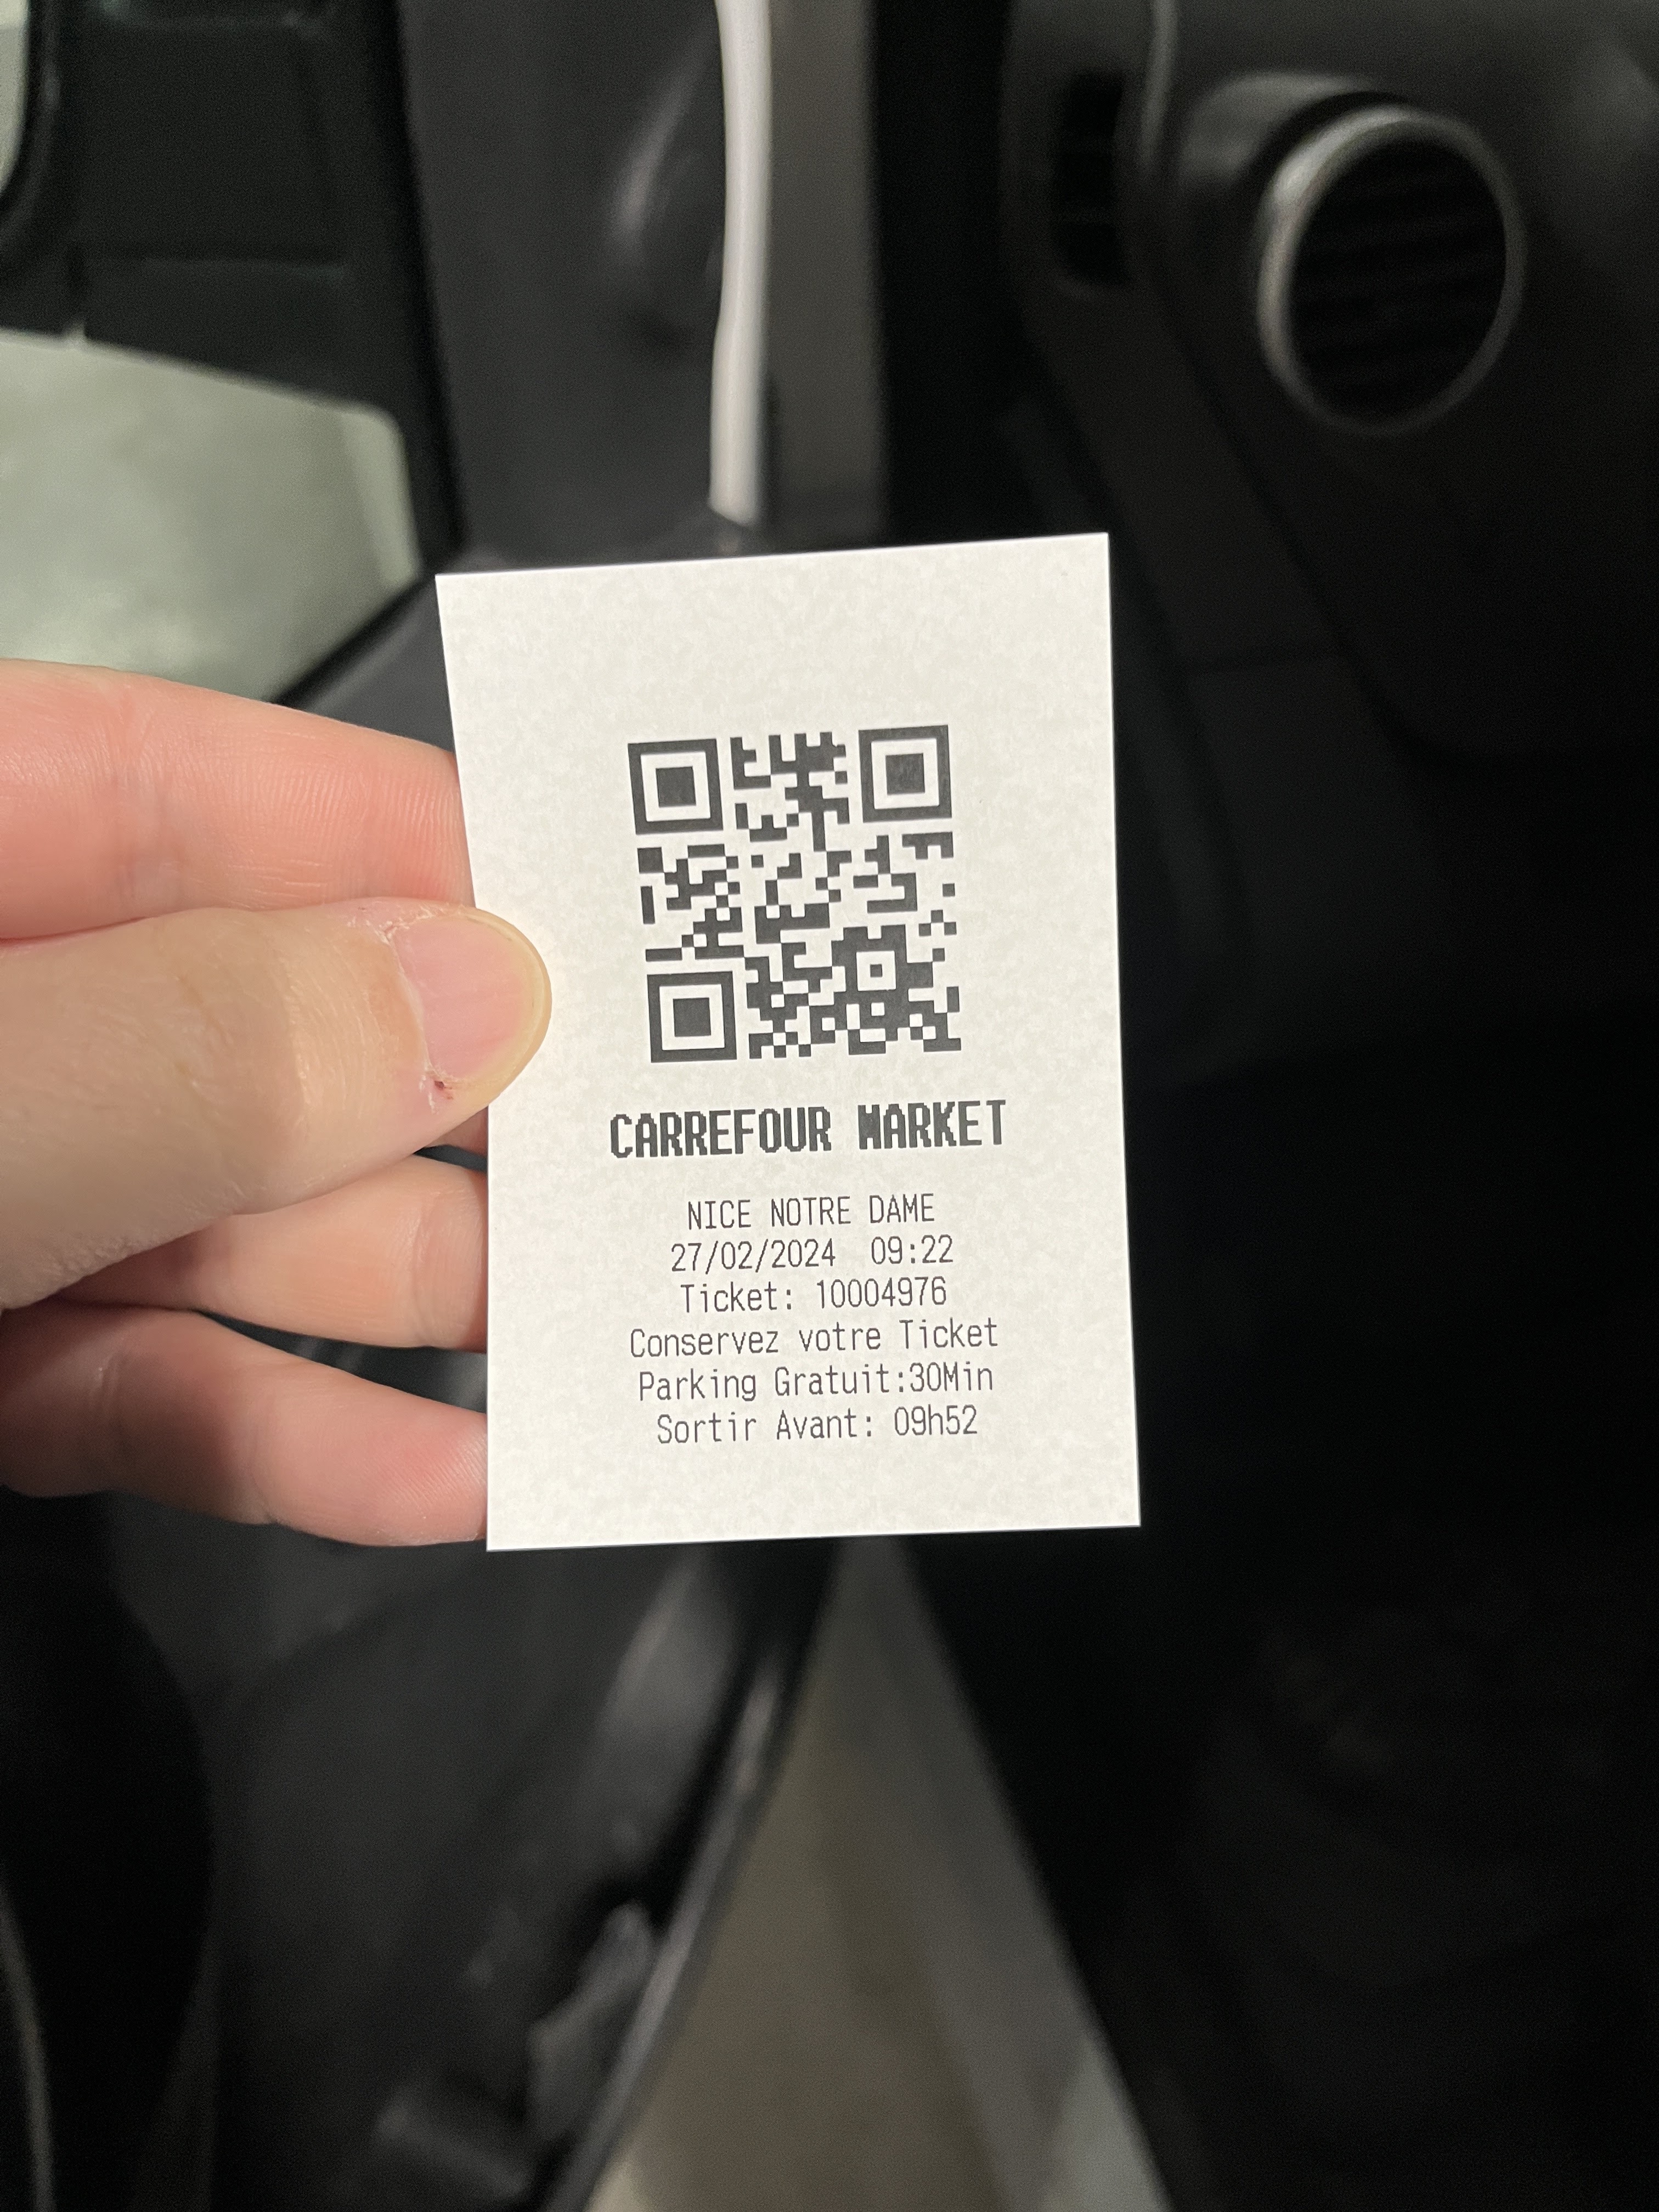 CARREFOUR MARKET
NICE NOTRE DAME
27/02/2024 09:22
Ticket: 10004976
Conservez votre Ticket
Parking Gratuit:30Min
Sortir Avant: 09h52